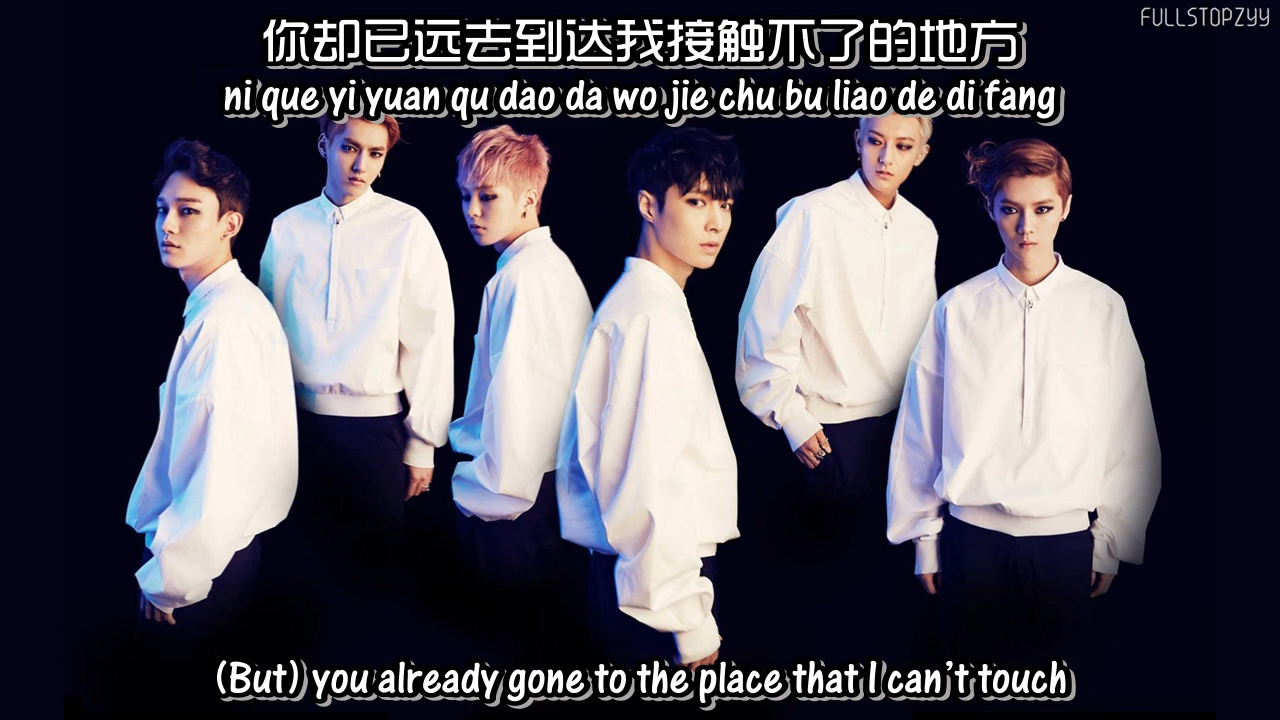 FULLSTOPZYY
你却已远去到达我接触不了的地方
ni que yi yuan qu dao da wo jie chu bu liao de di fang
(But) you already gone to the place that I can't touch